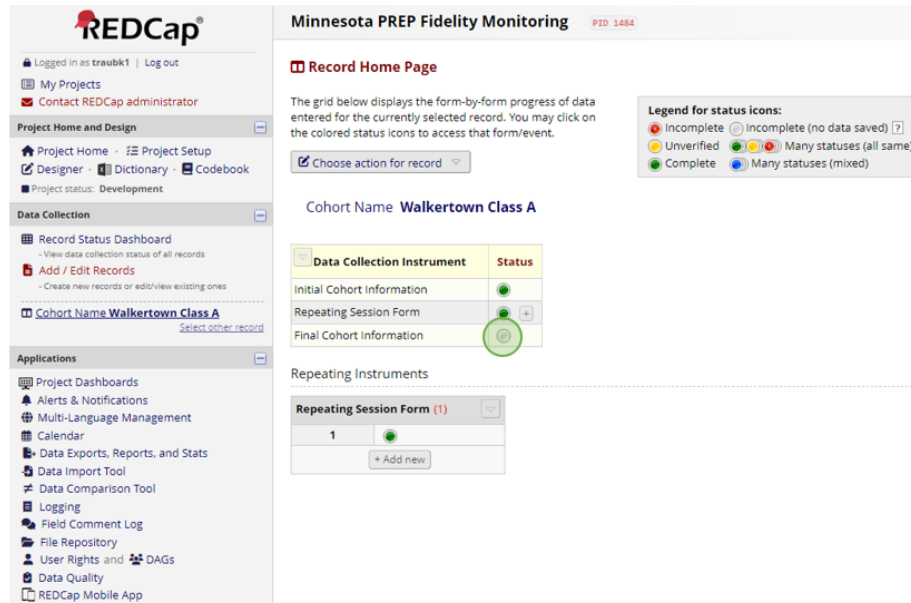 REDCap®
Logged in as traubk1 | Log out
My Projects
Contact REDCap administrator
Project Home and Design
Project Home · Project Setup
Designer · Dictionary · Codebook
Project status: Development
Data Collection
Record Status Dashboard
- View data collection status of all records
Add / Edit Records
- Create new records or edit/view existing ones
Cohort Name Walkertown Class A
Select other record
Applications
Project Dashboards
Alerts & Notifications
Multi-Language Management
Calendar
Data Exports, Reports, and Stats
Data Import Tool
Data Comparison Tool
Logging
Field Comment Log
File Repository
User Rights and DAGs
Data Quality
REDCap Mobile App
Minnesota PREP Fidelity Monitoring PID 1484
Record Home Page
The grid below displays the form-by-form progress of data
entered for the currently selected record. You may click on
the colored status icons to access that form/event.
Legend for status icons:
Incomplete Incomplete (no data saved) ?
Unverified Many statuses (all same)
Complete Many statuses (mixed)
Choose action for record
Cohort Name Walkertown Class A
Data Collection Instrument Status
Initial Cohort Information
Repeating Session Form +
Final Cohort Information
Repeating Instruments
Repeating Session Form (1)
1
+ Add new